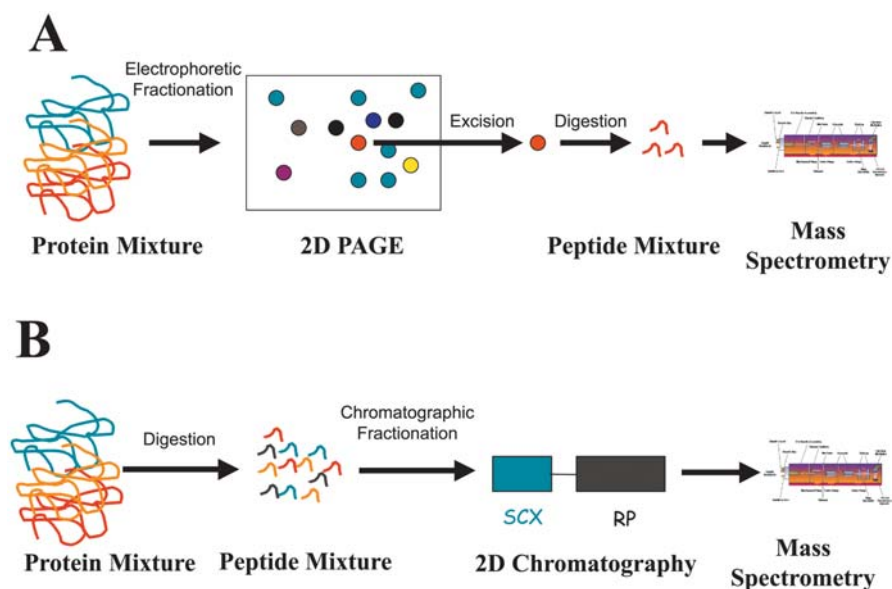 A
Electrophoretic
Fractionation
Excision
Digestion
Protein Mixture
2D PAGE
Peptide Mixture
Mass
Spectrometry
B
Digestion
Chromatographic
Fractionation
SCX
RP
Protein Mixture
Peptide Mixture
2D Chromatography
Mass
Spectrometry